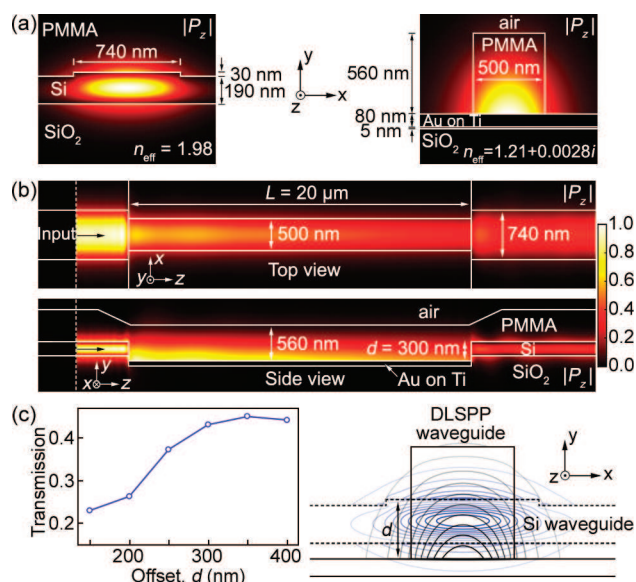 (a) PMMA |Pz| 740 nm
Si
SiO2
neff = 1.98
30 nm
190 nm
y
x
z
air |Pz|
PMMA
500 nm
560 nm
80 nm
5 nm
Au on Ti
SiO2 neff=1.21+0.0028i
(b)
L = 20 µm |Pz|
Input
500 nm
740 nm
x
y z
Top view
air
PMMA
560 nm
d = 300 nm
Si
SiO2
y
x z
Side view
Au on Ti
|Pz|
1.0
0.8
0.6
0.4
0.2
0.0
(c)
Transmission
0.4
0.3
0.2
200 300 400
Offset, d (nm)
DLSPP
waveguide
y
z x
Si waveguide
d